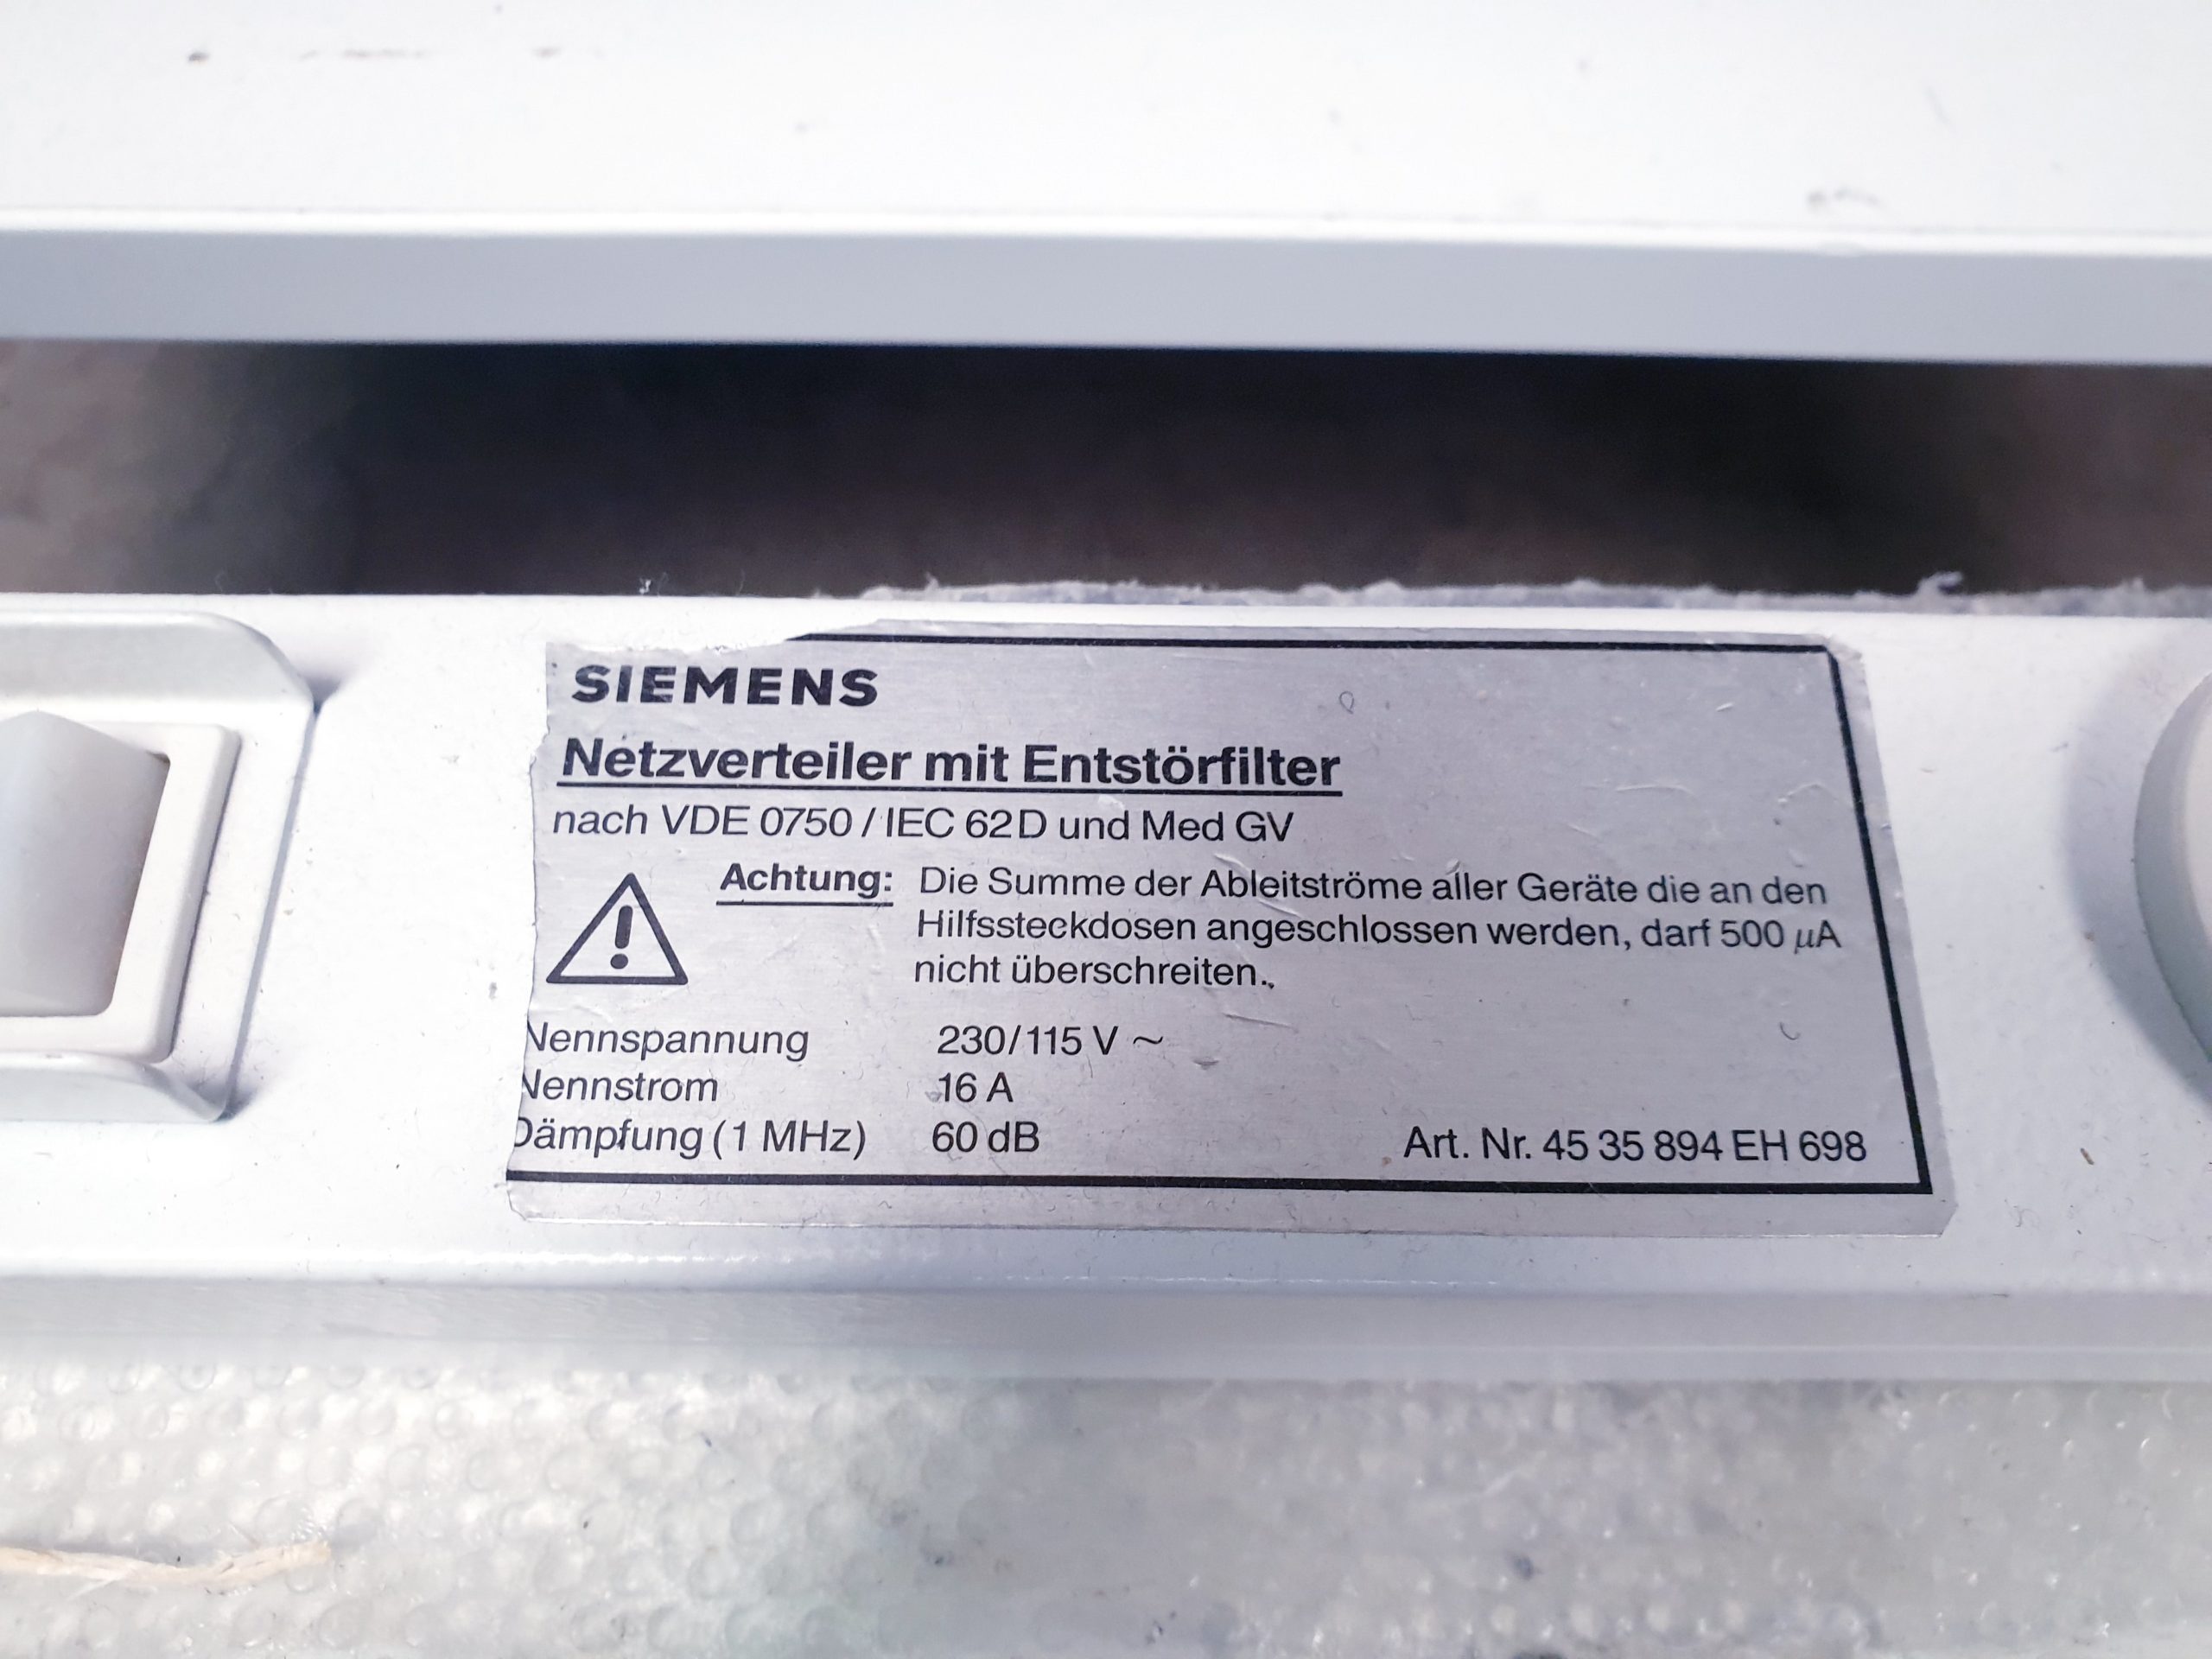 SIEMENS
Netzverteiler mit Entstörfilter
nach VDE 0750 / IEC 62D und Med GV
Achtung: Die Summe der Ableitströme aller Geräte die an den
Hilfssteckdosen angeschlossen werden, darf 500 µA
nicht überschreiten.
Nennspannung 230/115 V ~
Nennstrom 16 A
Dämpfung (1 MHz) 60 dB
Art. Nr. 45 35 894 EH 698